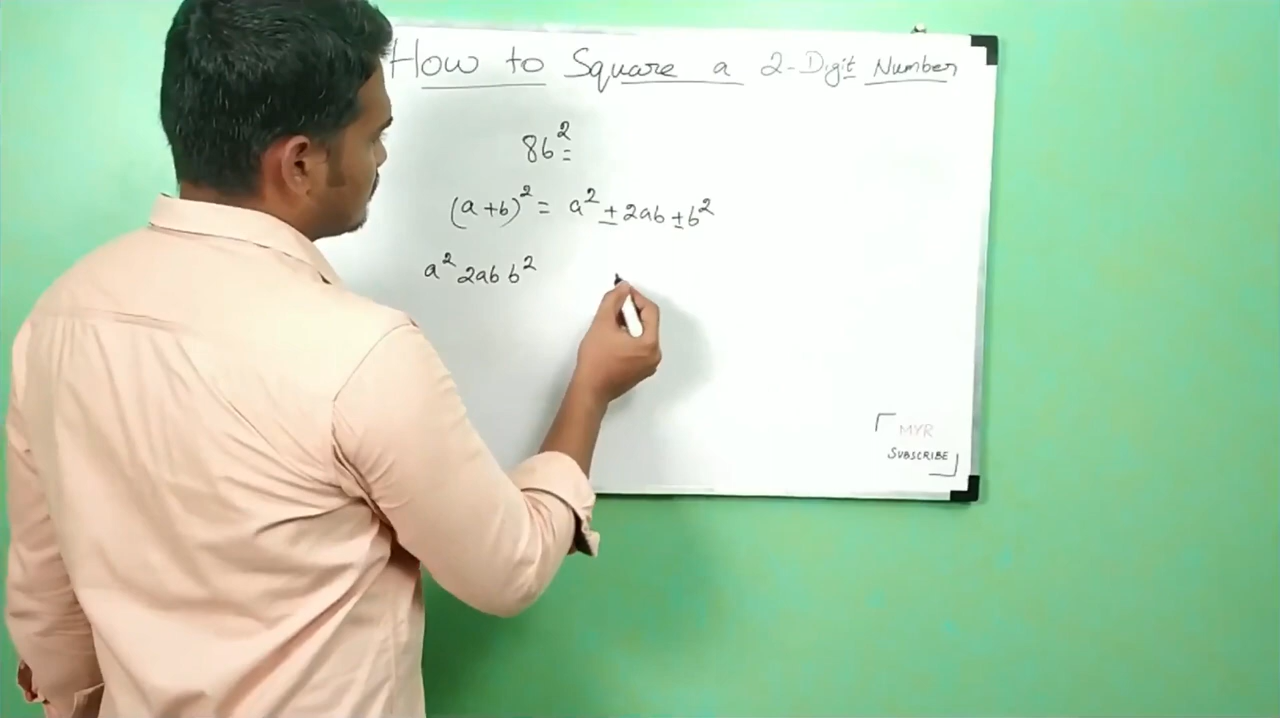 How to Square a 2-Digit Number
86² =
(a+b)² = a² + 2ab + b²
a² 2ab b²
MYR
SUBSCRIBE